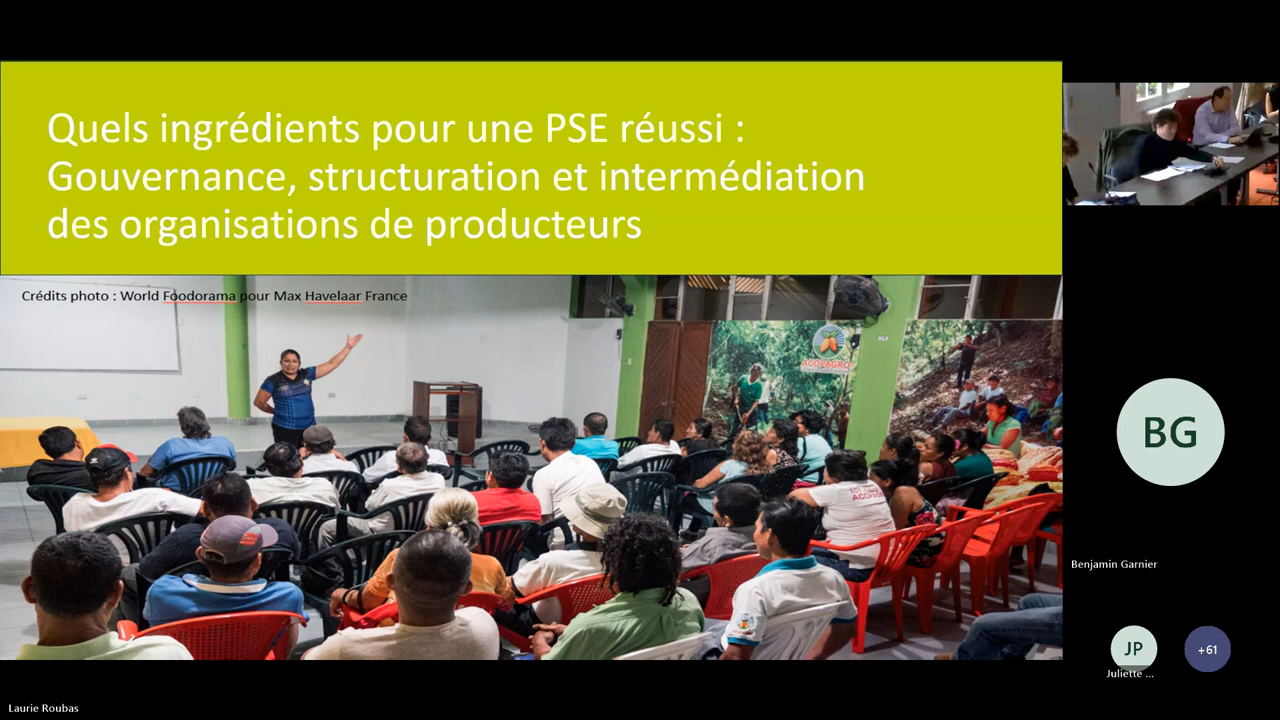 Quels ingrédients pour une PSE réussi :
Gouvernance, structuration et intermédiation
des organisations de producteurs
Crédits photo : World Foodorama pour Max Havelaar France
ACOPAGRO
BG
Benjamin Garnier
JP
+61
Juliette ...
Laurie Roubas